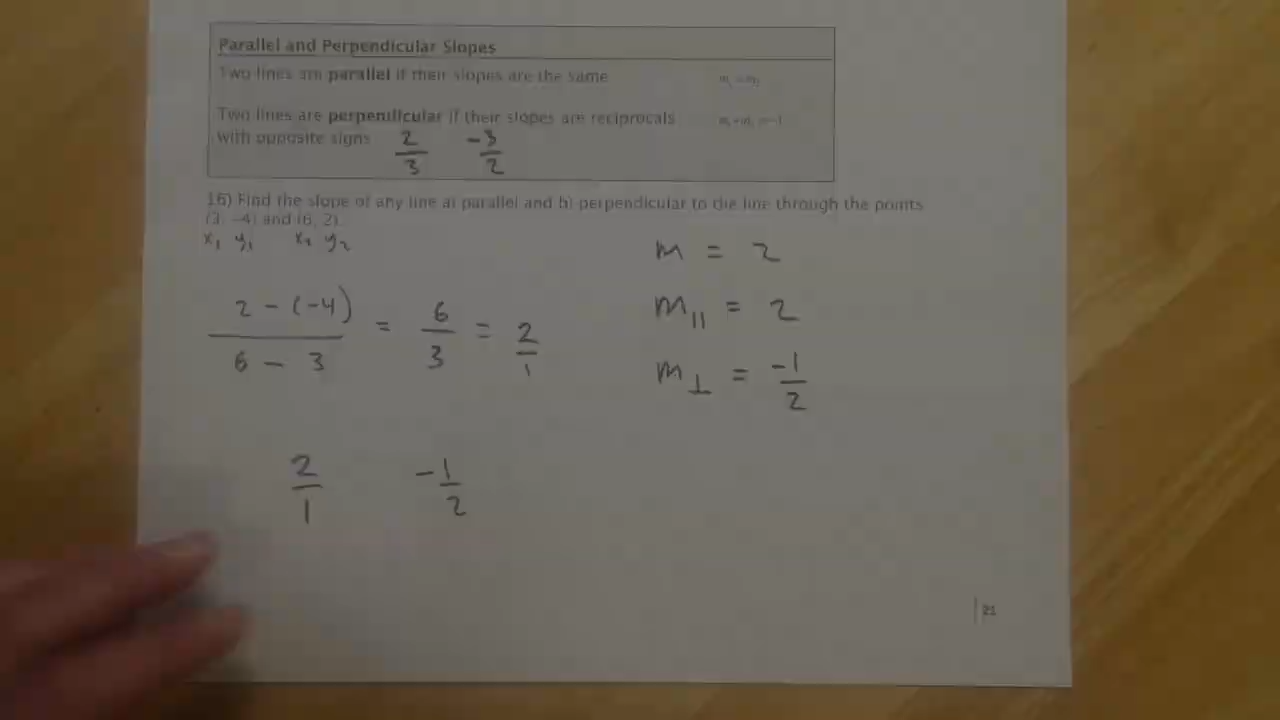 Parallel and Perpendicular Slopes
Two lines are parallel if their slopes are the same
Two lines are perpendicular if their slopes are reciprocals
with opposite signs 2/3 -3/2
16) Find the slope of any line a) parallel and b) perpendicular to the line through the points
(3, -4) and (6, 2).
x₁ y₁ x₂ y₂
m = 2
2 - (-4) / 6 - 3 = 6/3 = 2/1
m∥ = 2
m⊥ = -1/2
2/1 -1/2
21